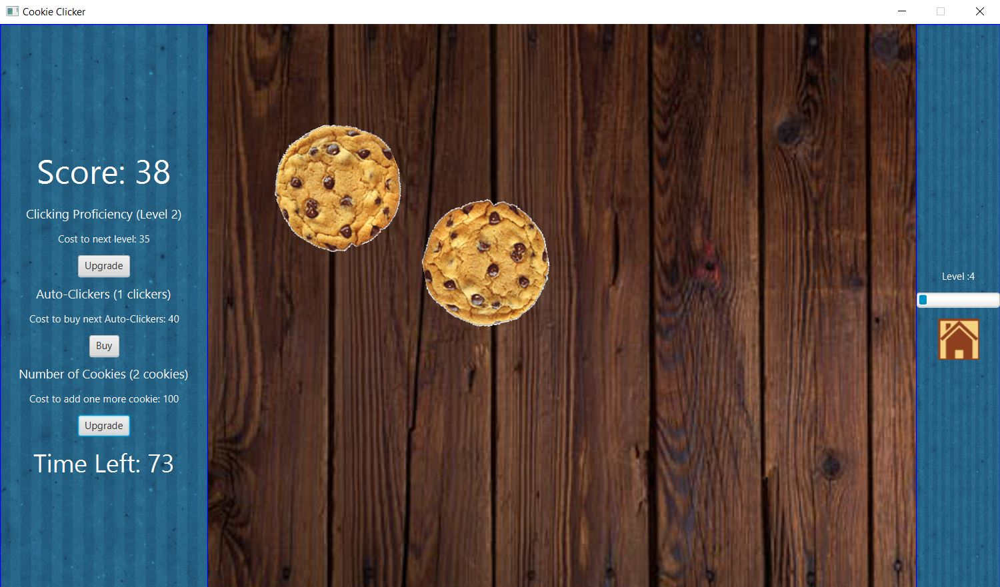 Cookie Clicker
Score: 38
Clicking Proficiency (Level 2)
Cost to next level: 35
Upgrade
Auto-Clickers (1 clickers)
Cost to buy next Auto-Clickers: 40
Buy
Number of Cookies (2 cookies)
Cost to add one more cookie: 100
Upgrade
Time Left: 73
Level :4